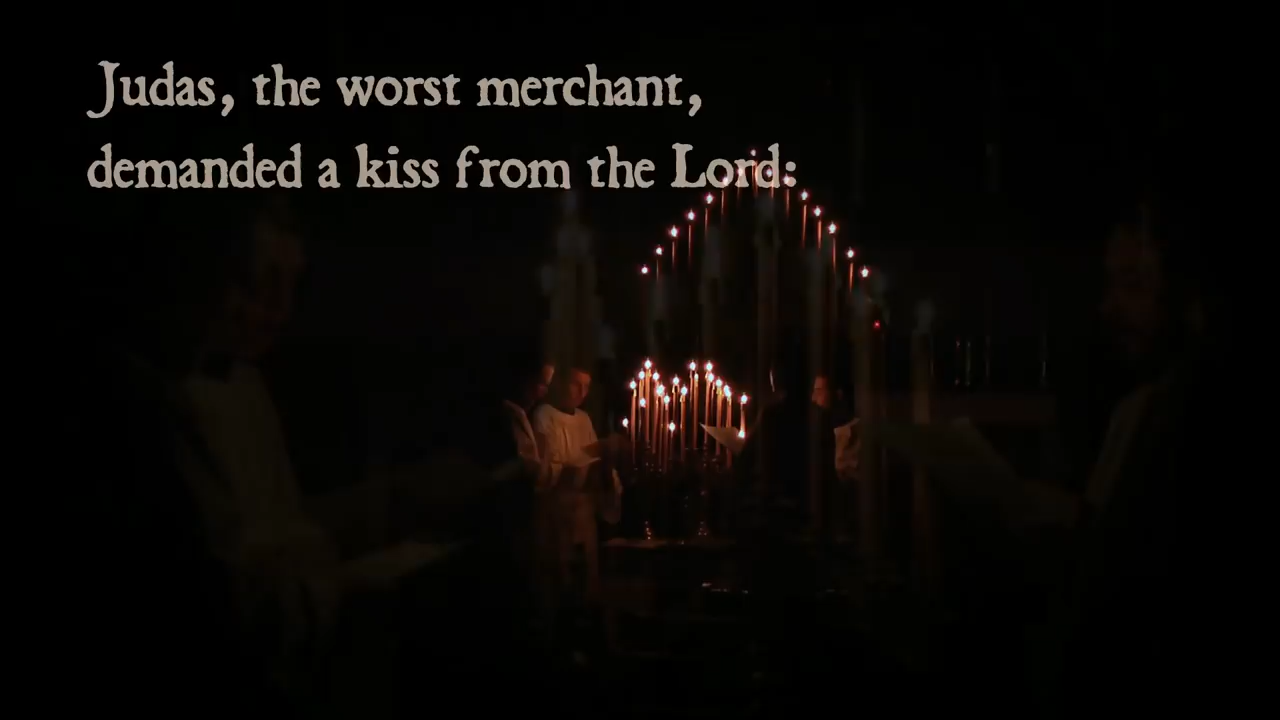 Judas, the worst merchant,
demanded a kiss from the Lord: